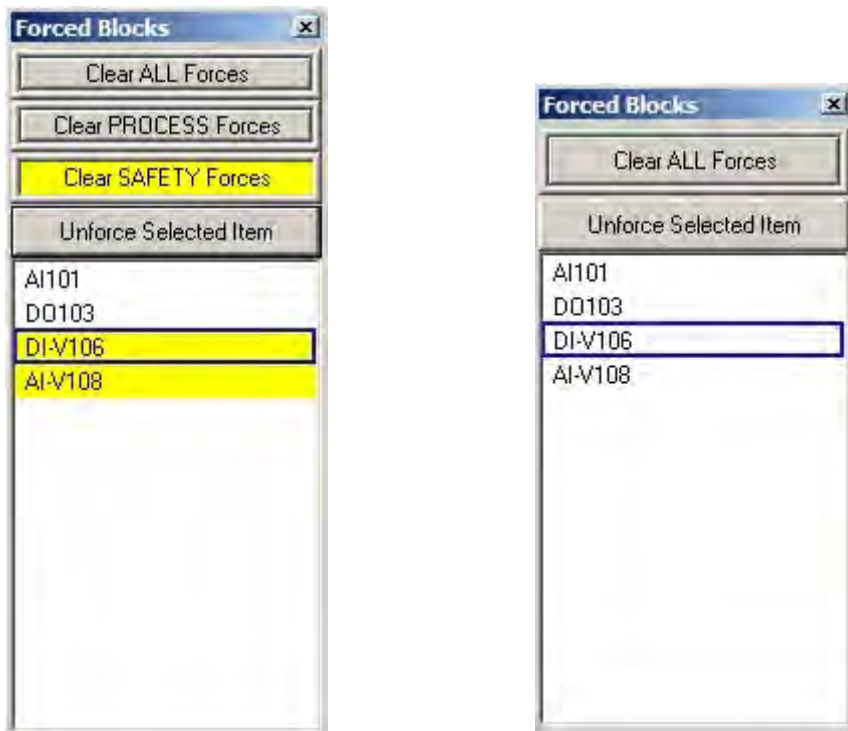 Forced Blocks
Clear ALL Forces
Clear PROCESS Forces
Clear SAFETY Forces
Unforce Selected Item
AI101
DO103
DI-V106
AI-V108
Forced Blocks
Clear ALL Forces
Unforce Selected Item
AI101
DO103
DI-V106
AI-V108